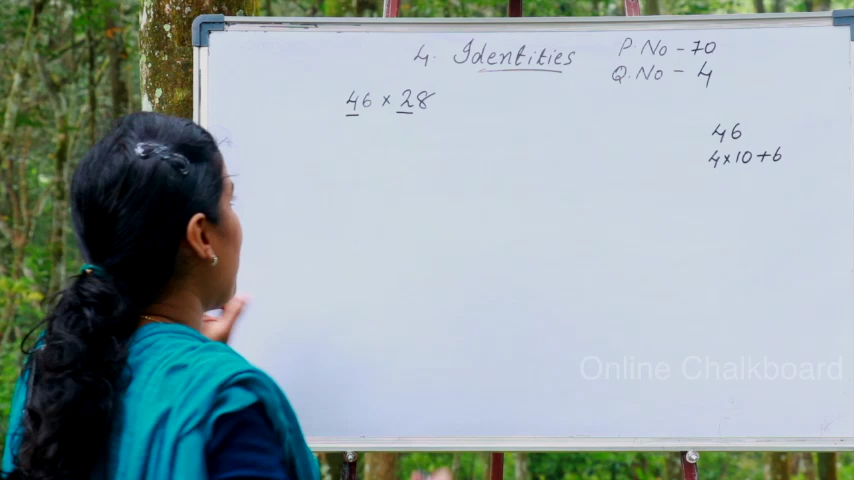 4. Identities
P.No - 70
Q.No - 4
46 × 28
46
4×10+6
Online Chalkboard